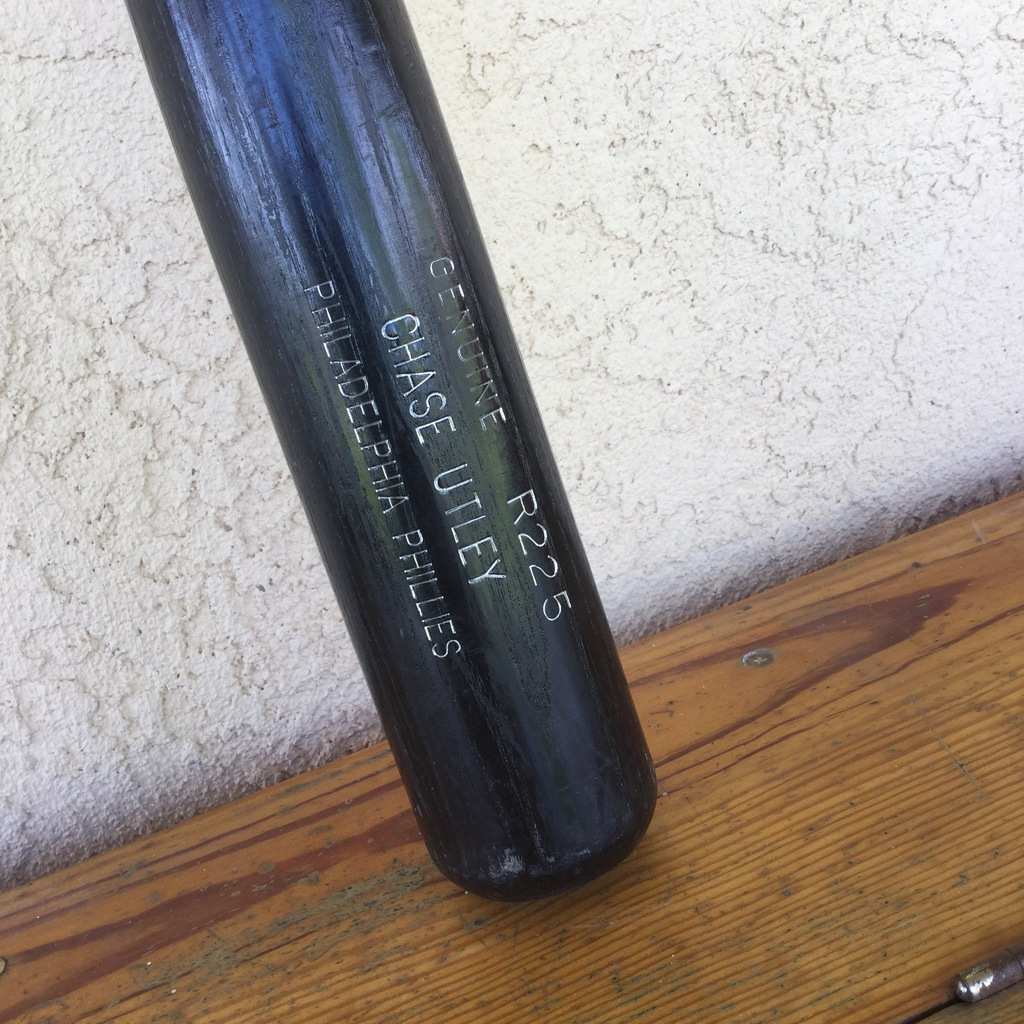 GENUINE R225
CHASE UTLEY
PHILADELPHIA PHILLIES